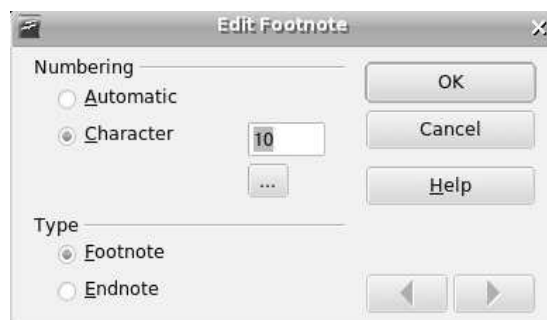 Edit Footnote
Numbering
Automatic
Character
10
...
Type
Footnote
Endnote
OK
Cancel
Help